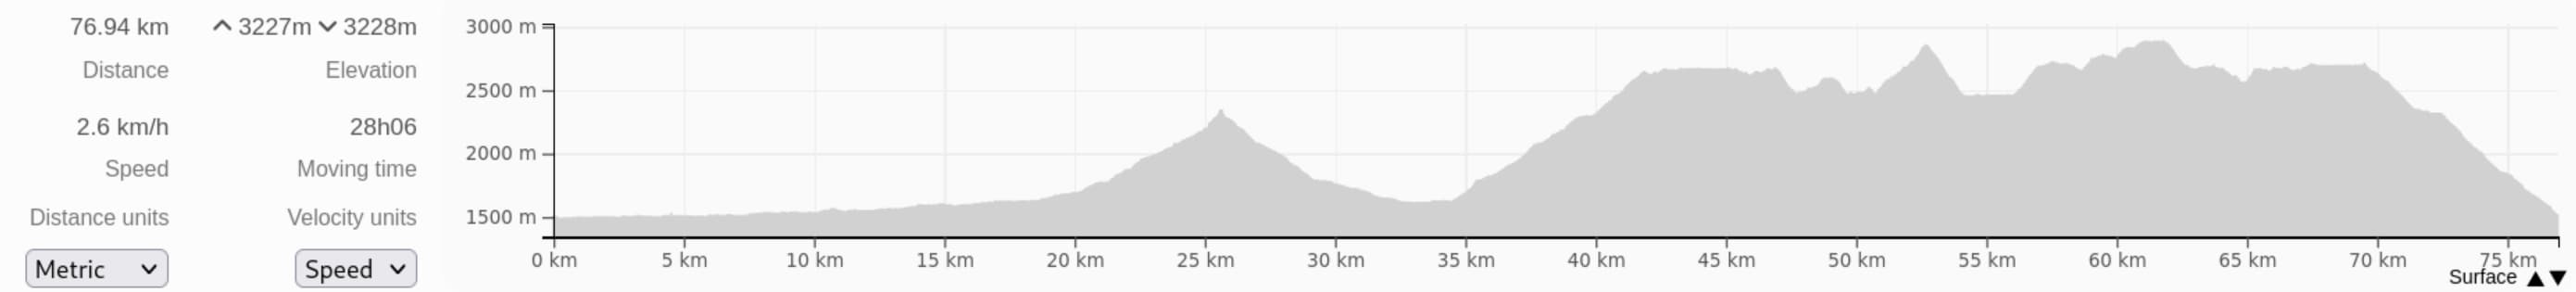 76.94 km
3227m 3228m
Distance
Elevation
2.6 km/h
28h06
Speed
Moving time
Distance units
Velocity units
Metric
Speed
3000 m
2500 m
2000 m
1500 m
0 km 5 km 10 km 15 km 20 km 25 km 30 km 35 km 40 km 45 km 50 km 55 km 60 km 65 km 70 km 75 km
Surface ▲▼